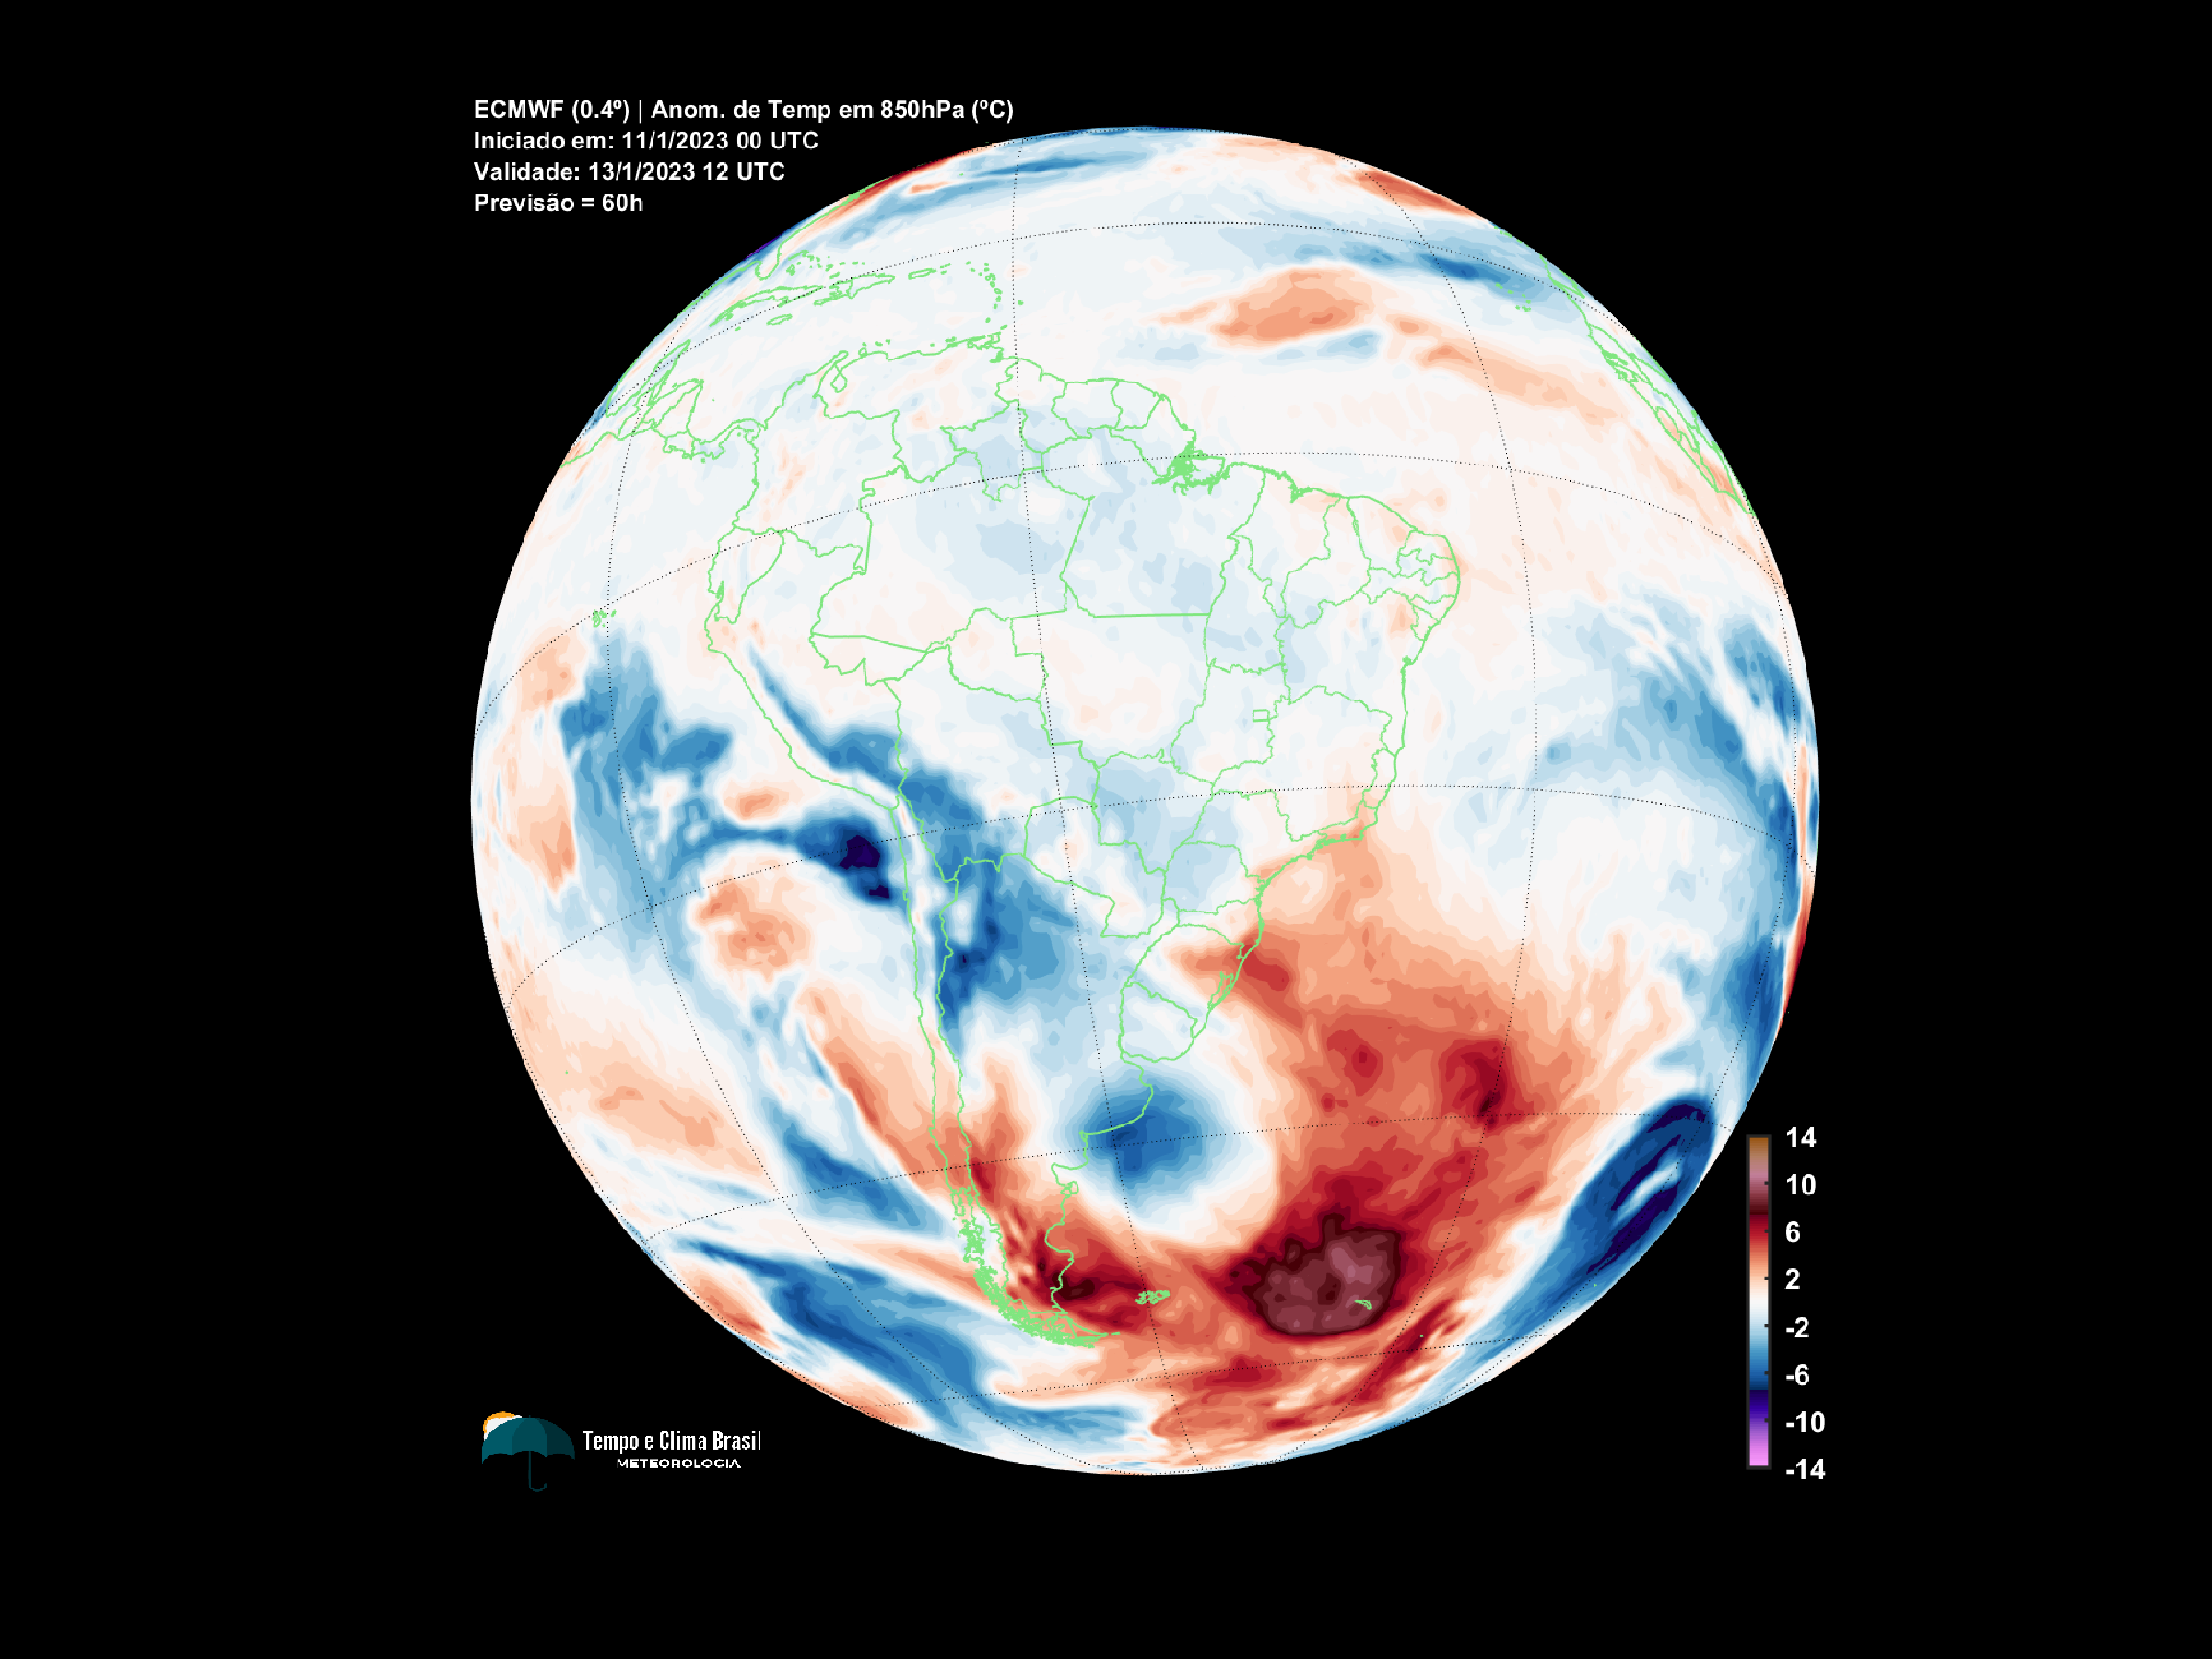 ECMWF (0.4º) | Anom. de Temp em 850hPa (ºC)
Iniciado em: 11/1/2023 00 UTC
Validade: 13/1/2023 12 UTC
Previsão = 60h
14
10
6
2
-2
-6
-10
-14
Tempo e Clima Brasil
METEOROLOGIA